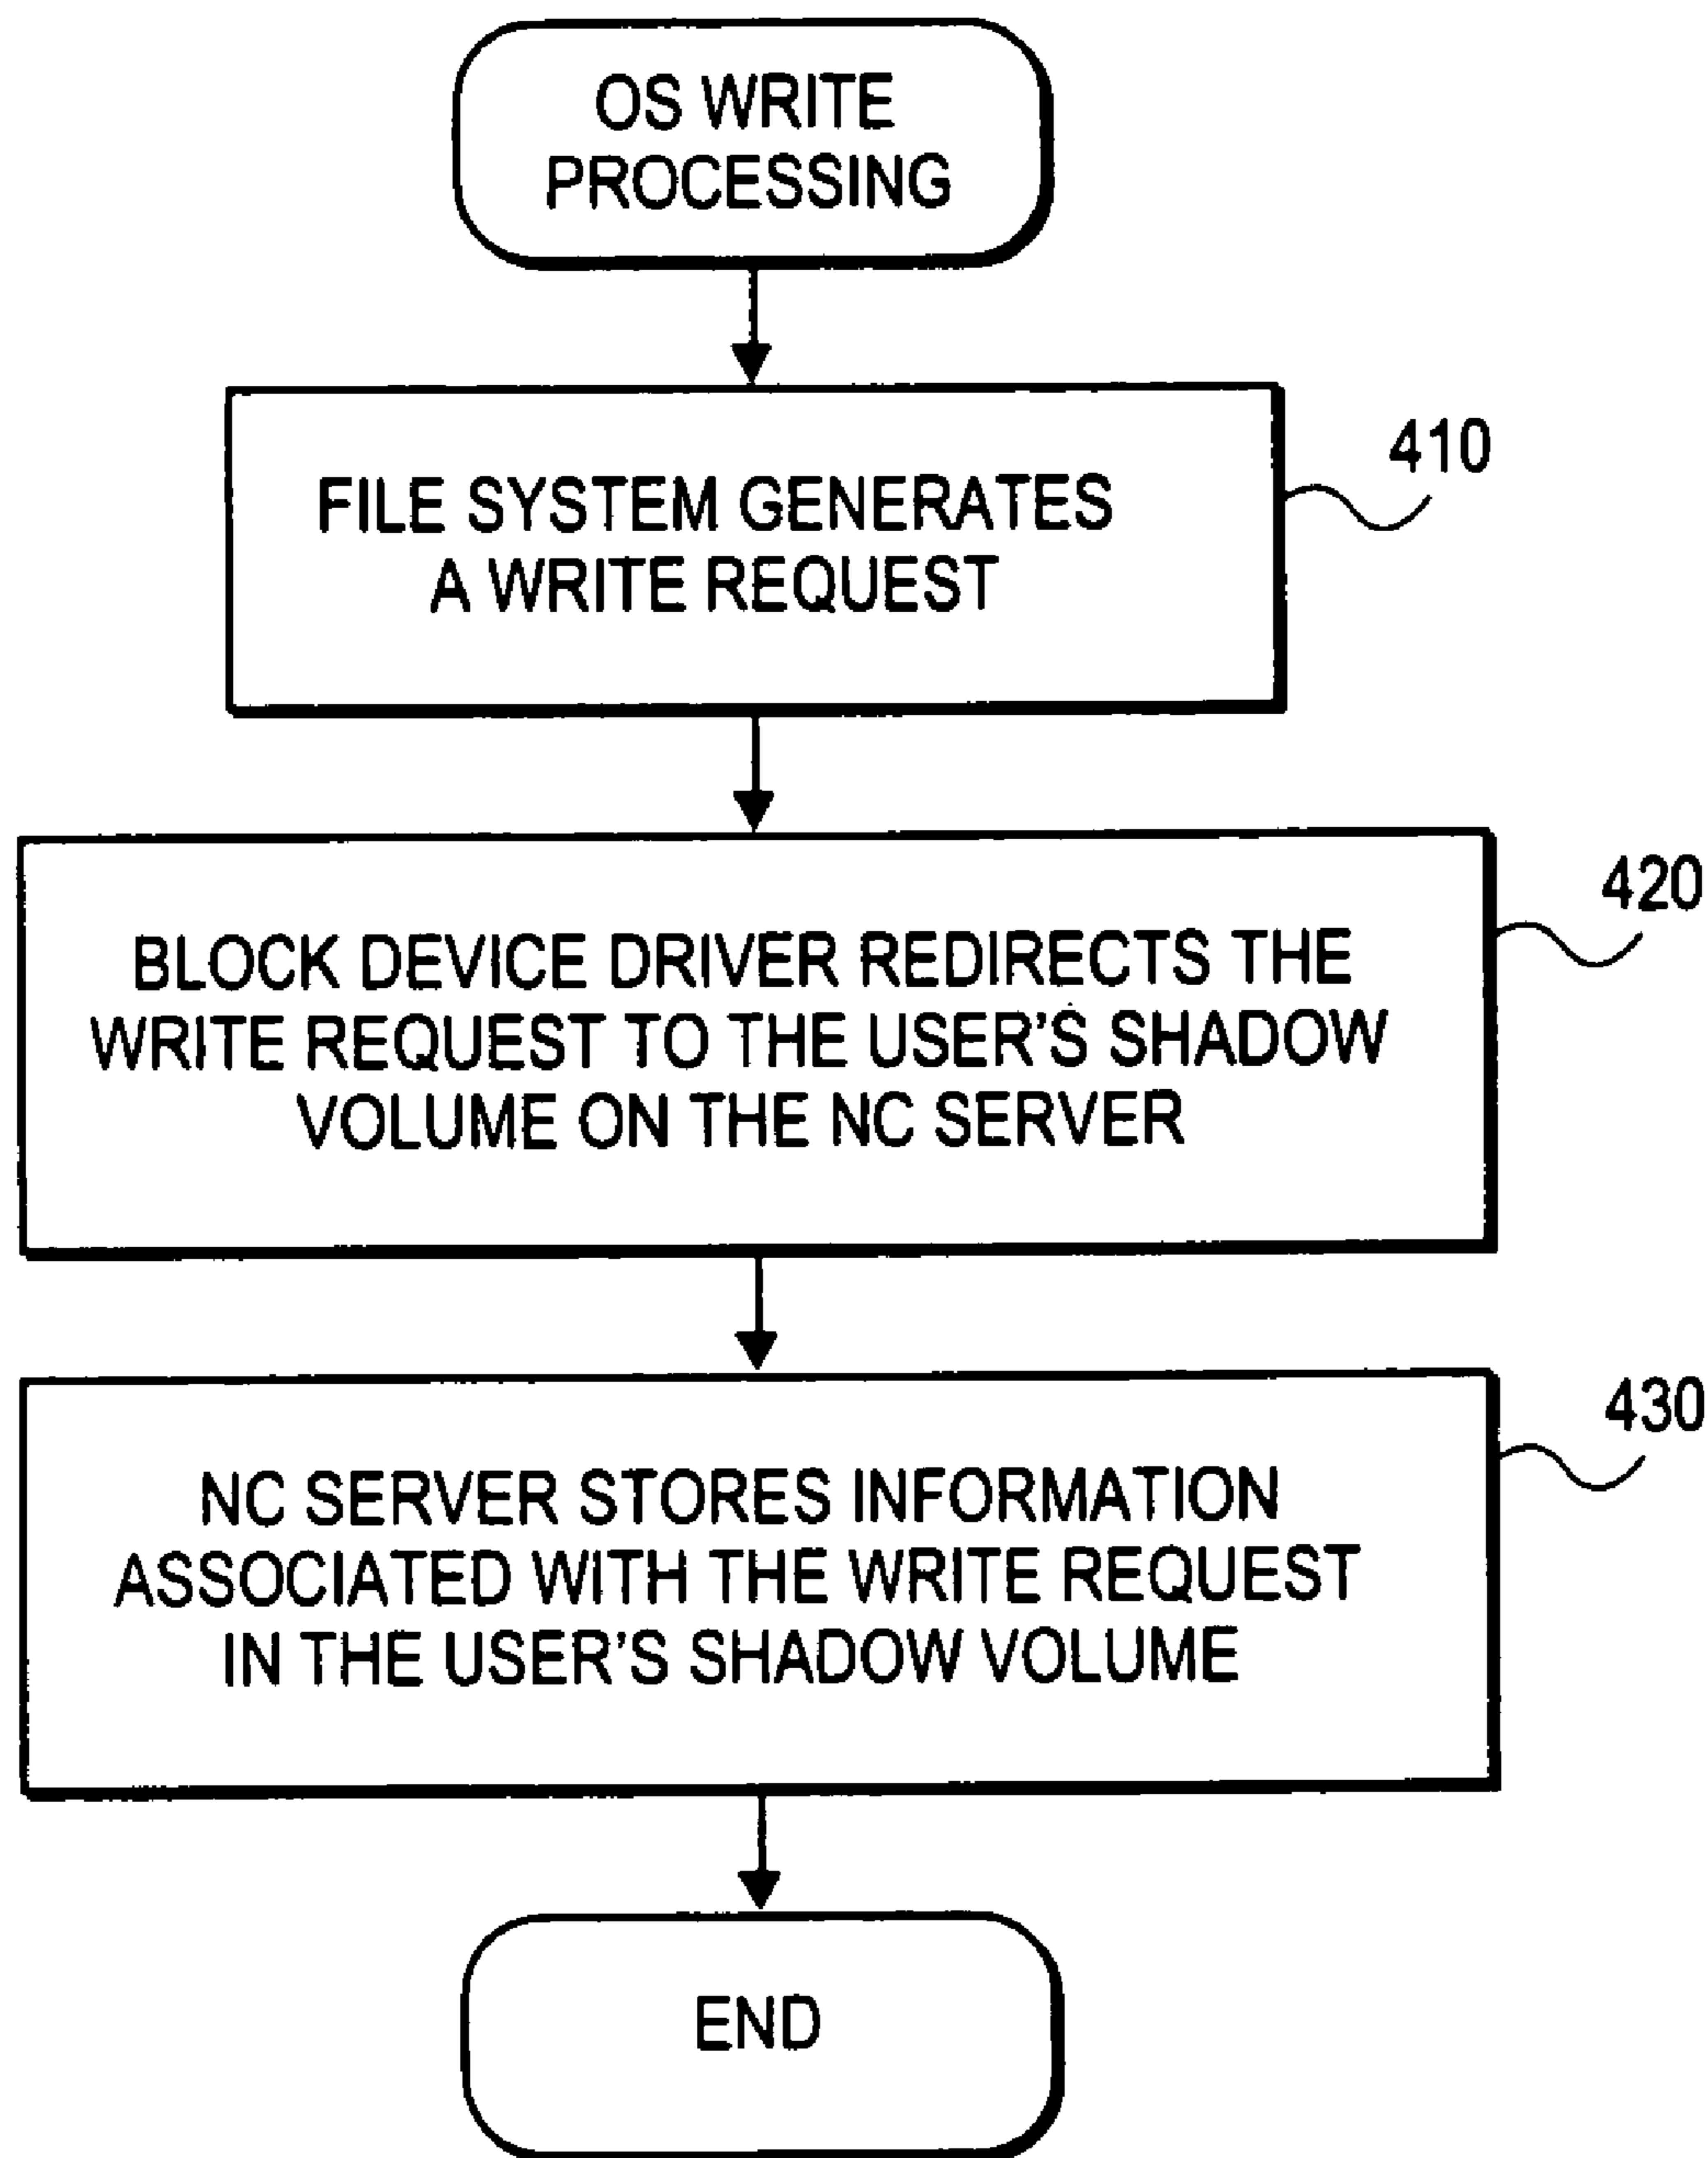 OS WRITE
PROCESSING
FILE SYSTEM GENERATES
A WRITE REQUEST
410
BLOCK DEVICE DRIVER REDIRECTS THE
WRITE REQUEST TO THE USER'S SHADOW
VOLUME ON THE NC SERVER
420
NC SERVER STORES INFORMATION
ASSOCIATED WITH THE WRITE REQUEST
IN THE USER'S SHADOW VOLUME
430
END